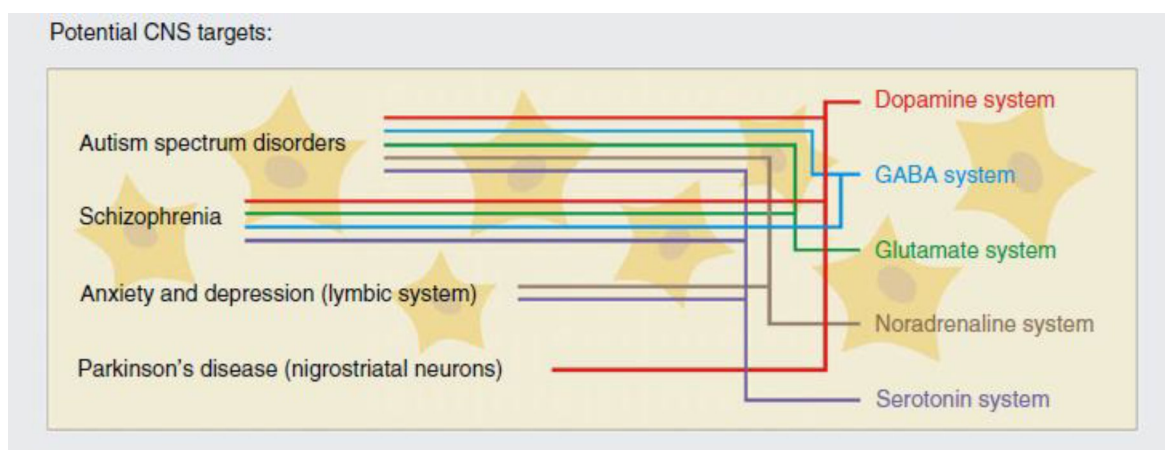 Potential CNS targets:
Autism spectrum disorders
Schizophrenia
Anxiety and depression (lymbic system)
Parkinson's disease (nigrostriatal neurons)
Dopamine system
GABA system
Glutamate system
Noradrenaline system
Serotonin system